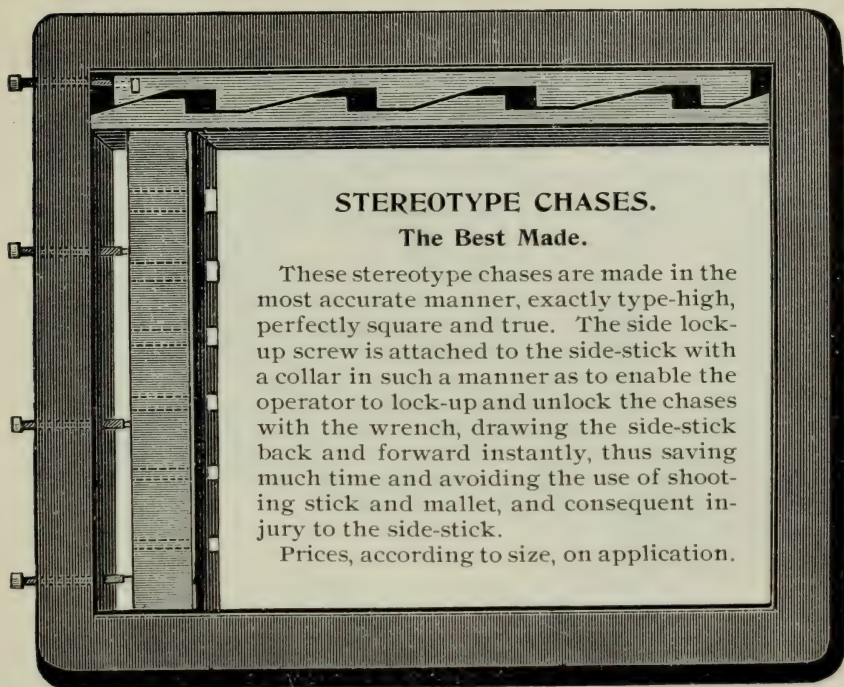 STEREOTYPE CHASES.
The Best Made.
These stereotype chases are made in the
most accurate manner, exactly type-high,
perfectly square and true. The side lock-
up screw is attached to the side-stick with
a collar in such a manner as to enable the
operator to lock-up and unlock the chases
with the wrench, drawing the side-stick
back and forward instantly, thus saving
much time and avoiding the use of shoot-
ing stick and mallet, and consequent in-
jury to the side-stick.
Prices, according to size, on application.